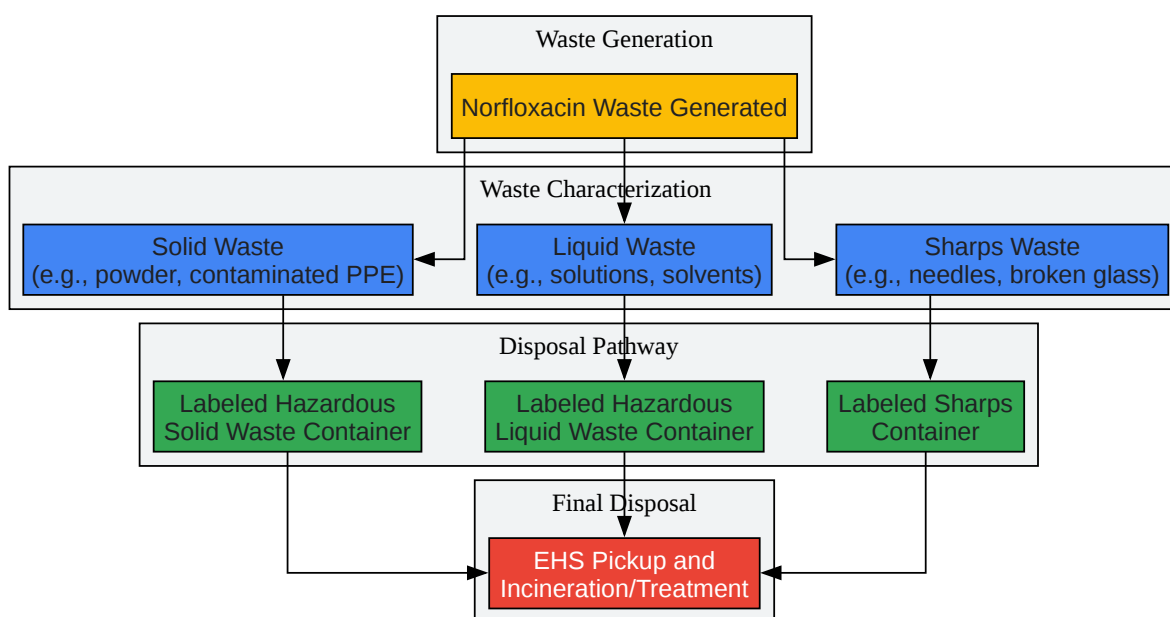 Waste Generation
Norfloxacin Waste Generated
Waste Characterization
Solid Waste
(e.g., powder, contaminated PPE)
Liquid Waste
(e.g., solutions, solvents)
Sharps Waste
(e.g., needles, broken glass)
Disposal Pathway
Labeled Hazardous
Solid Waste Container
Labeled Hazardous
Liquid Waste Container
Labeled Sharps
Container
Final Disposal
EHS Pickup and
Incineration/Treatment